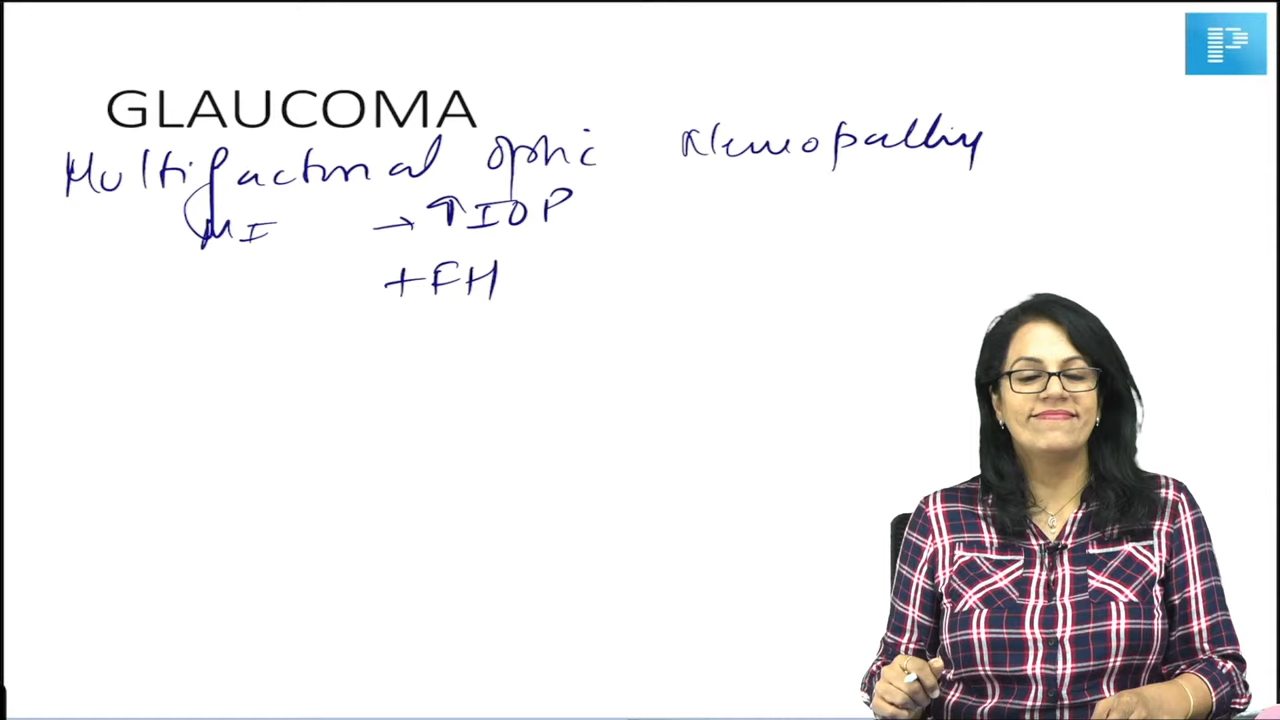 GLAUCOMA
Multifactorial optic Neuropathy
MI → ↑IOP
+FH
P